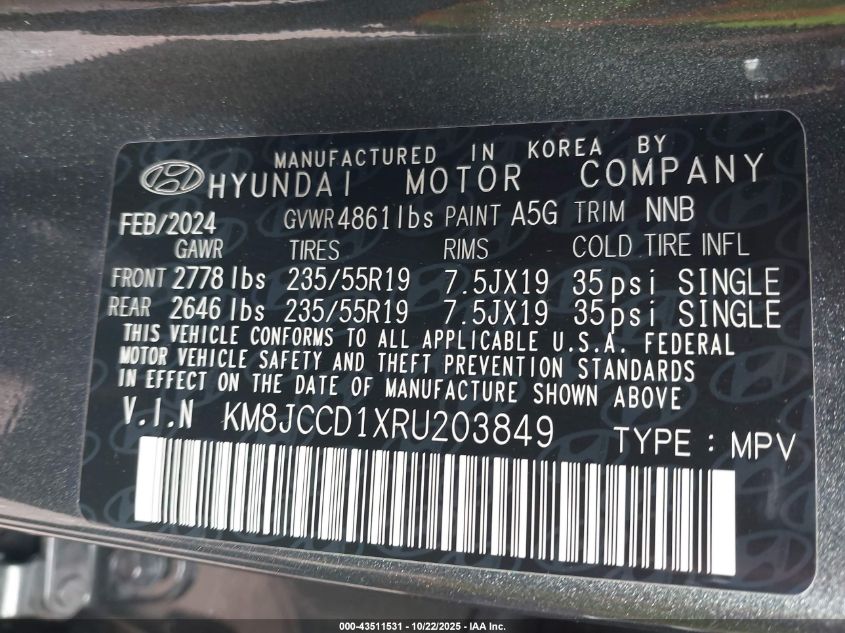 MANUFACTURED IN KOREA BY
HYUNDAI MOTOR COMPANY
FEB/2024 GVWR 4861lbs PAINT A5G TRIM NNB
GAWR TIRES RIMS COLD TIRE INFL
FRONT 2778 lbs 235/55R19 7.5JX19 35psi SINGLE
REAR 2646 lbs 235/55R19 7.5JX19 35psi SINGLE
THIS VEHICLE CONFORMS TO ALL APPLICABLE U.S.A. FEDERAL
MOTOR VEHICLE SAFETY AND THEFT PREVENTION STANDARDS
IN EFFECT ON THE DATE OF MANUFACTURE SHOWN ABOVE
V.I.N KM8JCCD1XRU203849 TYPE : MPV
000-43511531 - 10/22/2025 - IAA Inc.